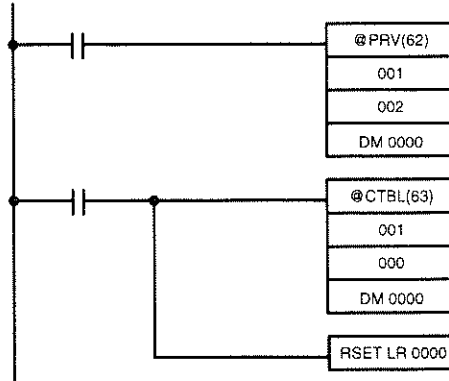 @PRV(62)
001
002
DM 0000
@CTBL(63)
001
000
DM 0000
RSET LR 0000